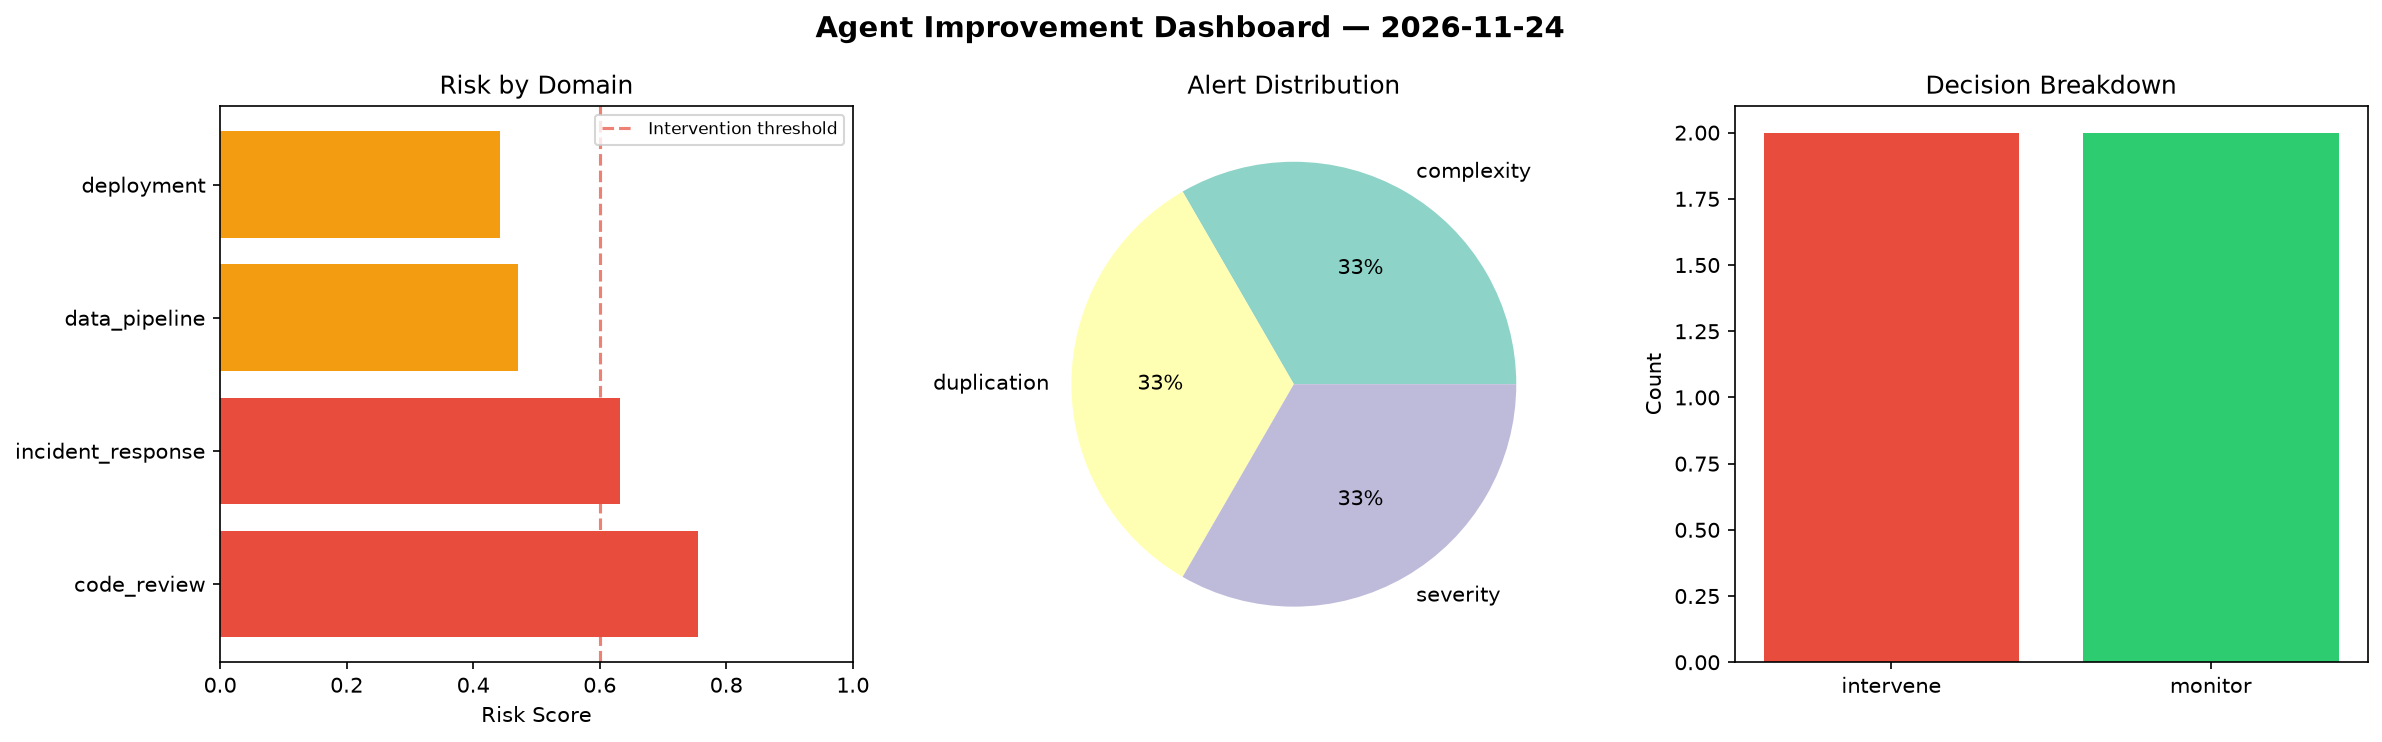 Agent Improvement Dashboard — 2026-11-24
Risk by Domain
Intervention threshold
deployment
data_pipeline
incident_response
code_review
0.0 0.2 0.4 0.6 0.8 1.0
Risk Score
Alert Distribution
complexity
33%
duplication
33%
33%
severity
Decision Breakdown
2.00
1.75
1.50
1.25
1.00
0.75
0.50
0.25
0.00
Count
intervene monitor